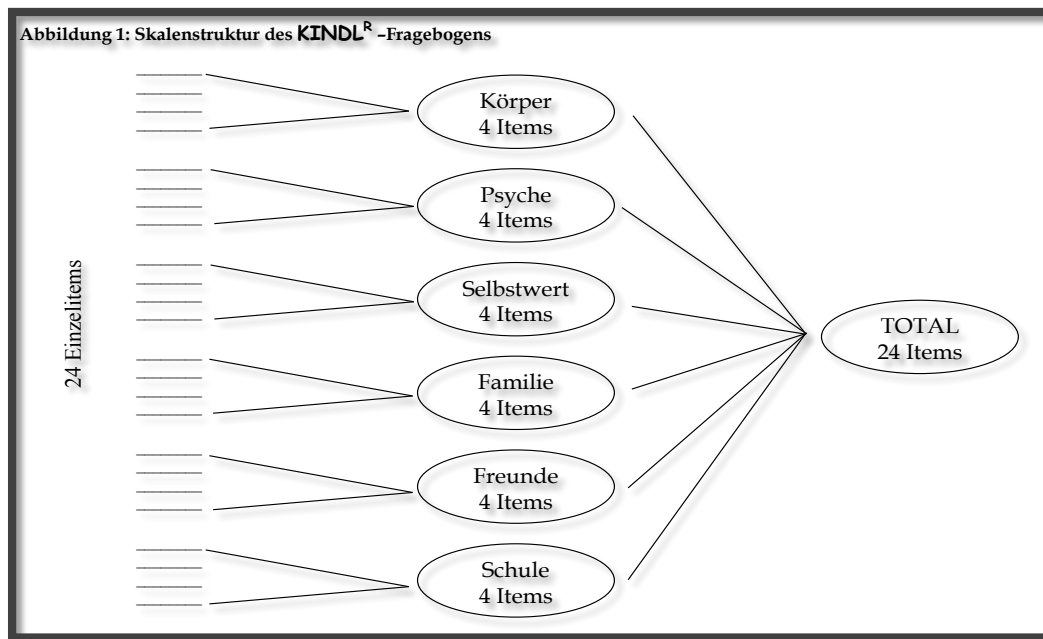 Abbildung 1: Skalenstruktur des KINDL^R –Fragebogens
24 Einzelitems
Körper
4 Items
Psyche
4 Items
Selbstwert
4 Items
Familie
4 Items
Freunde
4 Items
Schule
4 Items
TOTAL
24 Items